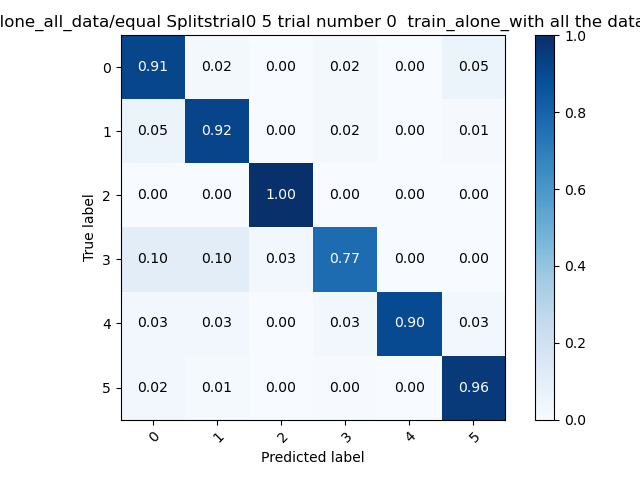 lone_all_data/equal Splitstrial0 5 trial number 0  train_alone_with all the data
True label
0 0.91 0.02 0.00 0.02 0.00 0.05
1 0.05 0.92 0.00 0.02 0.00 0.01
2 0.00 0.00 1.00 0.00 0.00 0.00
3 0.10 0.10 0.03 0.77 0.00 0.00
4 0.03 0.03 0.00 0.03 0.90 0.03
5 0.02 0.01 0.00 0.00 0.00 0.96
0 1 2 3 4 5
Predicted label
1.0
0.8
0.6
0.4
0.2
0.0